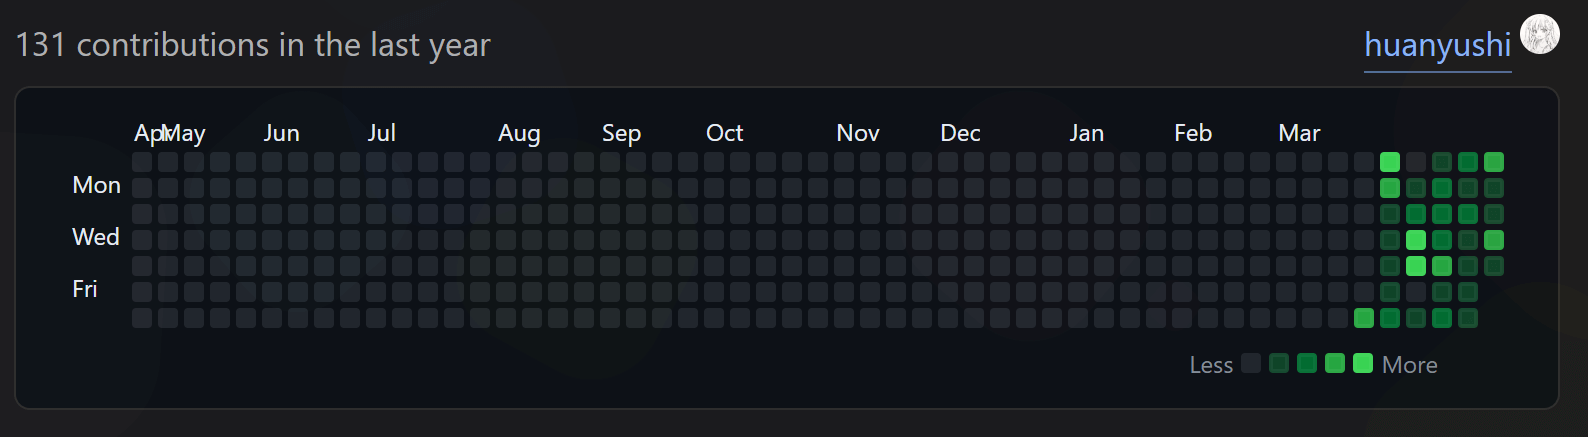 131 contributions in the last year
huanyushi
Apr May Jun Jul Aug Sep Oct Nov Dec Jan Feb Mar
Mon
Wed
Fri
Less More